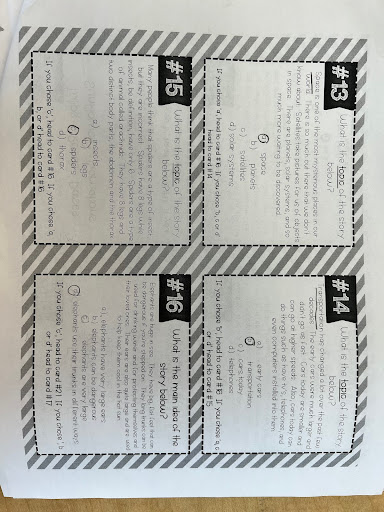 #13
What is the topic of the story
below?
Space is one of the most mysterious places in our
world. There is so much out there that we don't
know about. Satellites take pictures for us of objects
in space. There are planets, solar systems, and so
much more waiting to be discovered.
a) space
b) planets
c) satellites
d) solar systems
If you chose 'a', head to card #16. If you chose 'b, c or d'
head to card #14
#14
What is the topic of the story
below?
Transportation has changed a lot over the past few
decades. The early cars were much larger and
didn't go as fast. Cars today are smaller and
can go at higher speeds. Also, cars today can
do things such as have tv's, telephones, and
even computers installed into them.
a) early cars
b) transportation
c) cars today
d) telephones
If you chose 'b', head to card #16. If you chose 'a, c,
or d' head to card #15
#15
What is the topic of the story
below?
Many people think that spiders are a type of insect
but they are incorrect. Spiders have 8 legs while
insects, be definition, have only 6. Spiders are a type
of animal called arachnids. They have 8 legs and
two distinct body parts, the abdomen and the thorax.
a) insects
b) legs
c) spiders
d) thorax
If you chose 'c', head to card #16. If you chose 'a,
b, or d' head to card #16
#16
What is the main idea of the
story below?
Elephants are huge in size. They have big, flat feet that can
be dangerous if you're stepped on. They long trunks can be
used for drinking water and for protecting themselves and
their loved ones. Their ears are also quite large and are used
to help keep them cool in the hot sun.
a) elephants have very large ears
b) elephants can be dangerous
c) elephants are very large
d) elephants use their trunks in different ways
If you chose 'c', head to card #21. If you chose ', b
or d' head to card #17